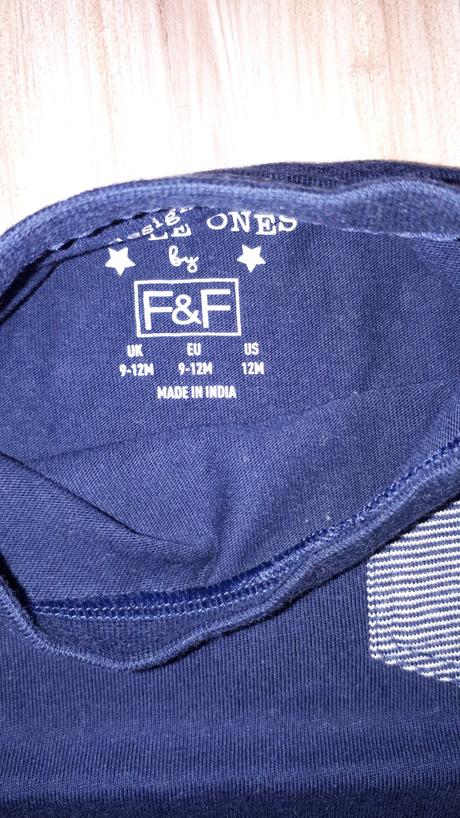 ONES
by
F&F
UK EU US
9-12M 9-12M 12M
MADE IN INDIA